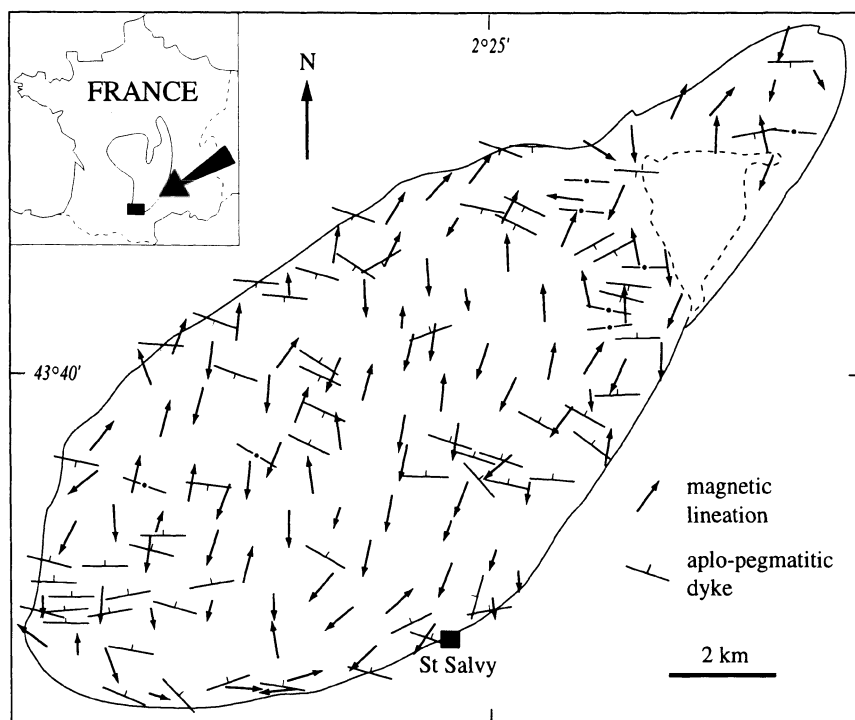 FRANCE
N
2°25'
43°40'
magnetic
lineation
aplo-pegmatitic
dyke
St Salvy
2 km